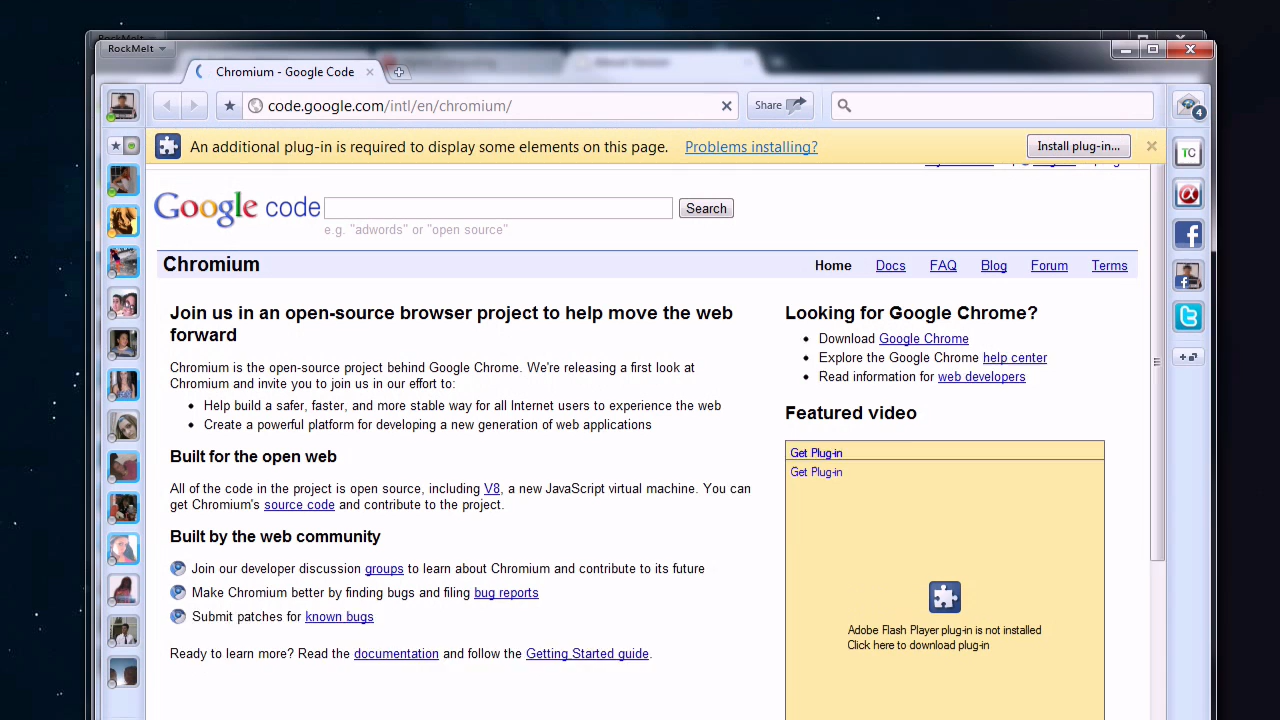 RockMelt
RockMelt
Chromium - Google Code
code.google.com/intl/en/chromium/
Share
4
An additional plug-in is required to display some elements on this page. Problems installing? Install plug-in...
TC
Google code
Search
e.g. "adwords" or "open source"
Chromium
Home Docs FAQ Blog Forum Terms
Join us in an open-source browser project to help move the web
forward
Chromium is the open-source project behind Google Chrome. We're releasing a first look at
Chromium and invite you to join us in our effort to:
Help build a safer, faster, and more stable way for all Internet users to experience the web
Create a powerful platform for developing a new generation of web applications
Built for the open web
All of the code in the project is open source, including V8, a new JavaScript virtual machine. You can
get Chromium's source code and contribute to the project.
Built by the web community
Join our developer discussion groups to learn about Chromium and contribute to its future
Make Chromium better by finding bugs and filing bug reports
Submit patches for known bugs
Ready to learn more? Read the documentation and follow the Getting Started guide.
Looking for Google Chrome?
Download Google Chrome
Explore the Google Chrome help center
Read information for web developers
Featured video
Get Plug-in
Get Plug-in
Adobe Flash Player plug-in is not installed
Click here to download plug-in